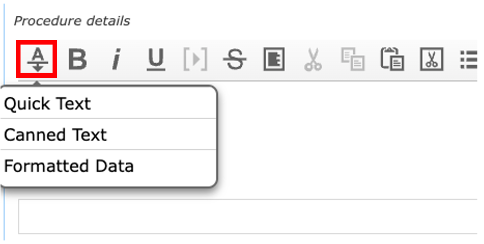 Procedure details
Quick Text
Canned Text
Formatted Data